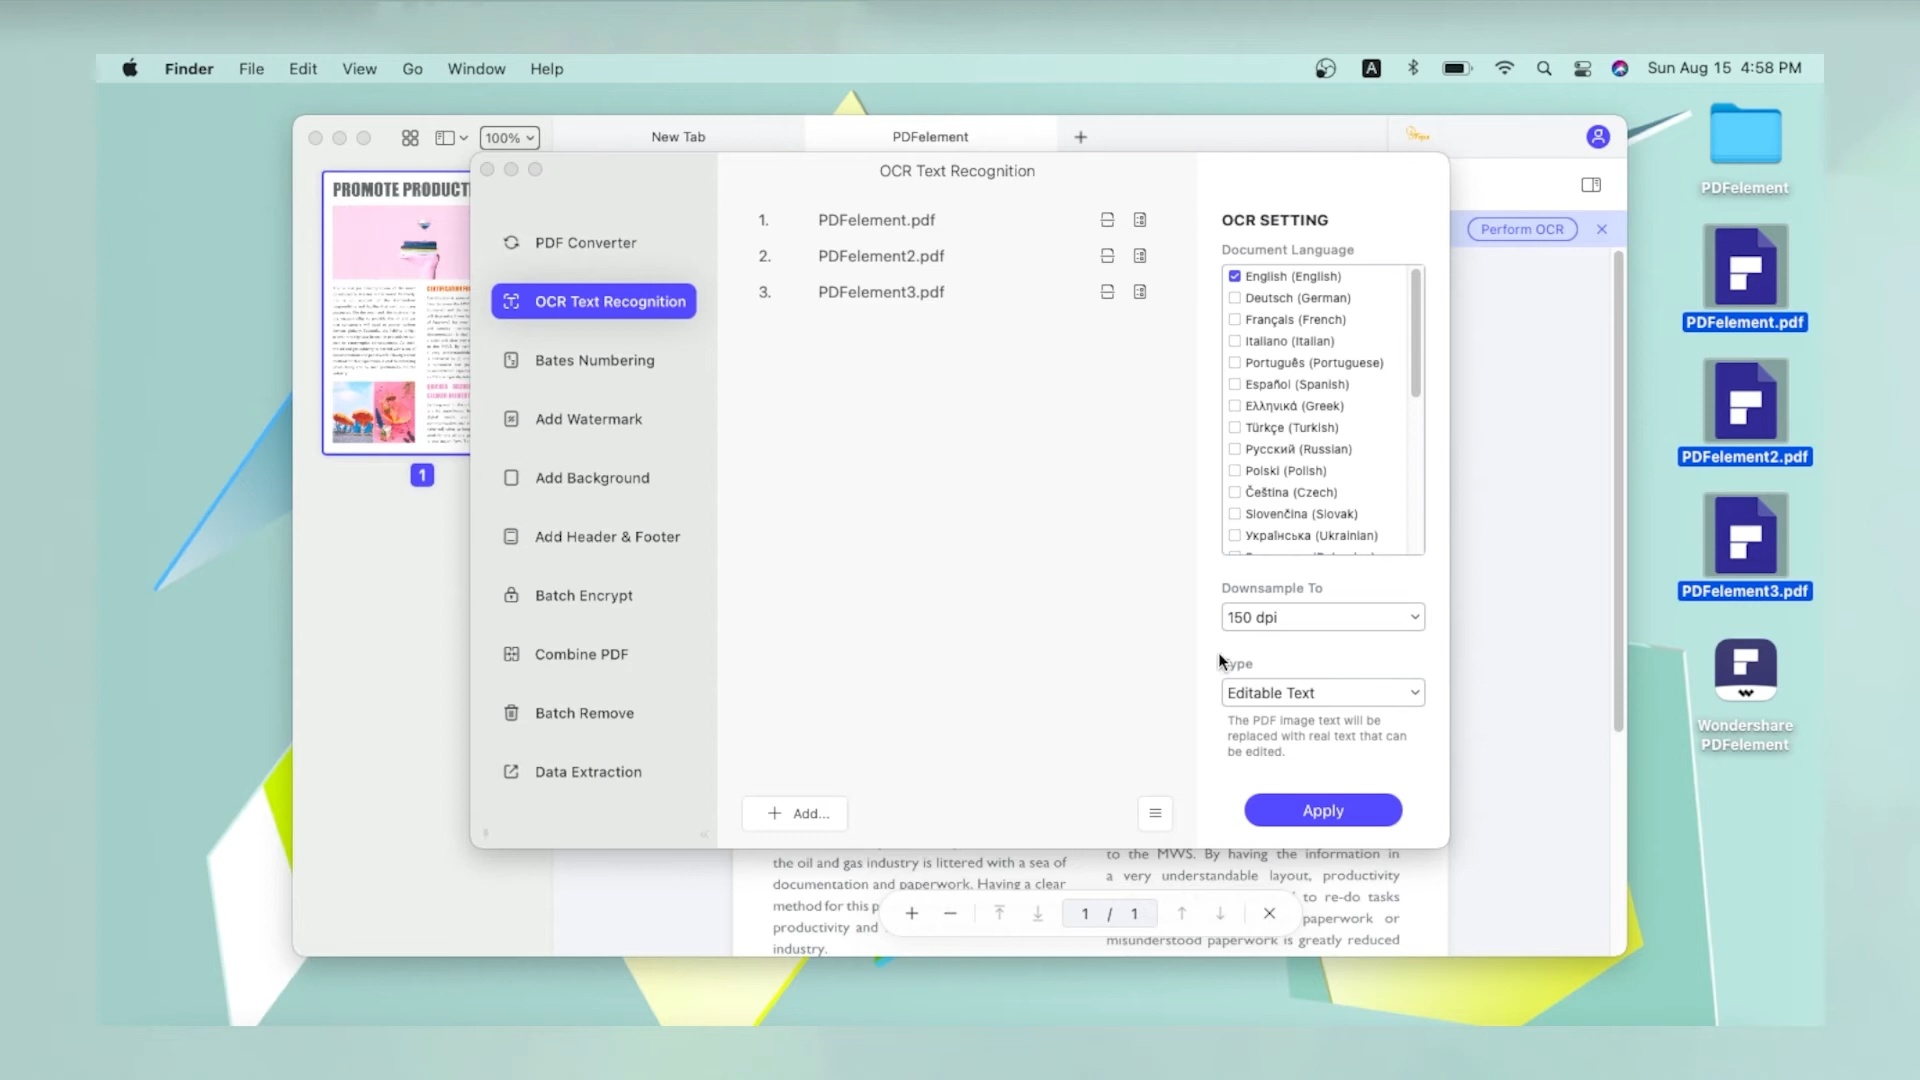 Finder File Edit View Go Window Help
A
Sun Aug 15 4:58 PM
100%
New Tab
PDFelement
PROMOTE PRODUCT
1
OCR Text Recognition
PDF Converter
OCR Text Recognition
Bates Numbering
Add Watermark
Add Background
Add Header & Footer
Batch Encrypt
Combine PDF
Batch Remove
Data Extraction
1. PDFelement.pdf
2. PDFelement2.pdf
3. PDFelement3.pdf
Add...
OCR SETTING
Document Language
English (English)
Deutsch (German)
Français (French)
Italiano (Italian)
Português (Portuguese)
Español (Spanish)
Ελληνικά (Greek)
Türkçe (Turkish)
Русский (Russian)
Polski (Polish)
Čeština (Czech)
Slovenčina (Slovak)
Українська (Ukrainian)
Downsample To
150 dpi
ype
Editable Text
The PDF image text will be
replaced with real text that can
be edited.
Apply
Perform OCR
the oil and gas industry is littered with a sea of
documentation and paperwork. Having a clear
method for this p
productivity and
industry.
to the MWS. By having the information in
a very understandable layout, productivity
to re-do tasks
paperwork or
misunderstood paperwork is greatly reduced
1 / 1
PDFelement
PDFelement.pdf
PDFelement2.pdf
PDFelement3.pdf
Wondershare
PDFelement